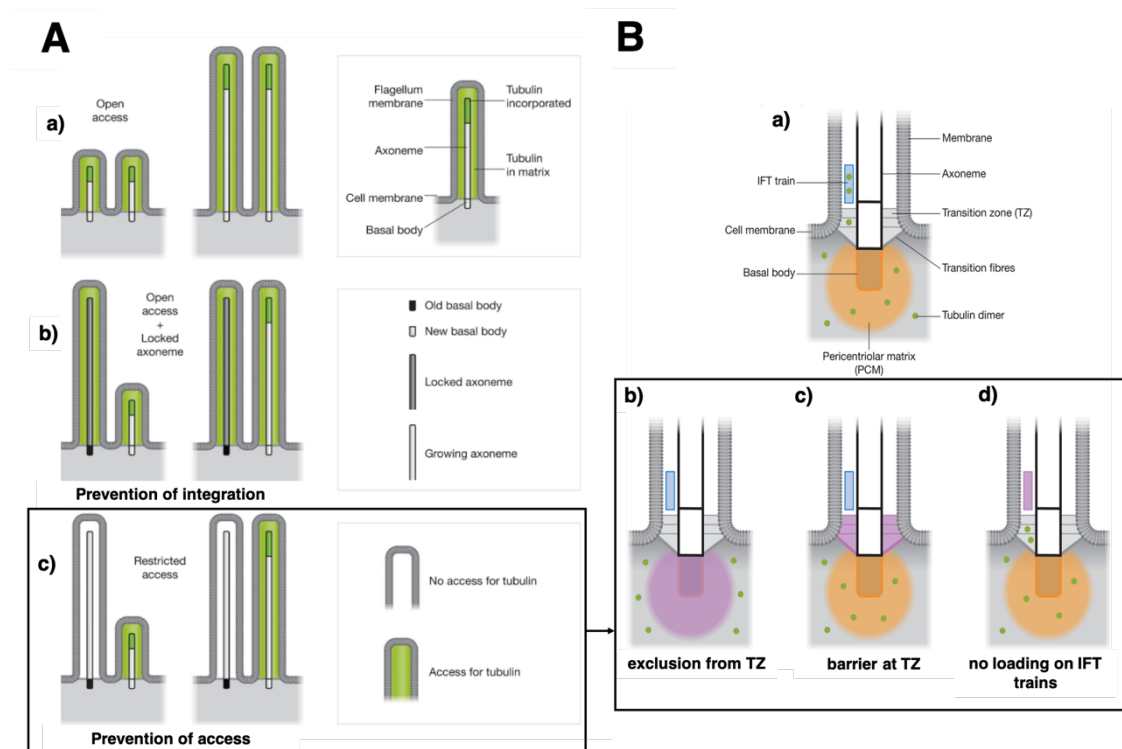 A
a)
Open
access
Flagellum
membrane
Axoneme
Cell membrane
Basal body
Tubulin
incorporated
Tubulin
in matrix
b)
Open
access
+
Locked
axoneme
Old basal body
New basal body
Locked axoneme
Growing axoneme
Prevention of integration
c)
Restricted
access
No access for tubulin
Access for tubulin
Prevention of access
B
a)
IFT train
Cell membrane
Basal body
Membrane
Axoneme
Transition zone (TZ)
Transition fibres
Tubulin dimer
Pericentriolar matrix
(PCM)
b)
c)
d)
exclusion from TZ
barrier at TZ
no loading on IFT
trains